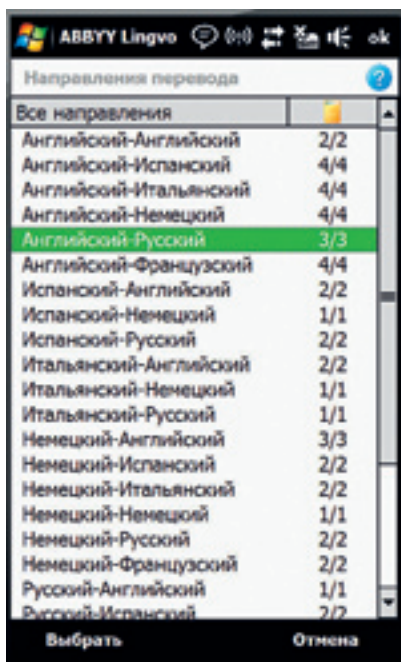 ABBYY Lingvo ok
Направления перевода ?
Все направления
Английский-Английский 2/2
Английский-Испанский 4/4
Английский-Итальянский 4/4
Английский-Немецкий 4/4
Английский-Русский 3/3
Английский-Французский 4/4
Испанский-Английский 2/2
Испанский-Немецкий 1/1
Испанский-Русский 2/2
Итальянский-Английский 2/2
Итальянский-Немецкий 1/1
Итальянский-Русский 1/1
Немецкий-Английский 3/3
Немецкий-Испанский 2/2
Немецкий-Итальянский 2/2
Немецкий-Немецкий 1/1
Немецкий-Русский 2/2
Немецкий-Французский 2/2
Русский-Английский 1/1
Русский-Испанский 2/2
Выбрать Отмена